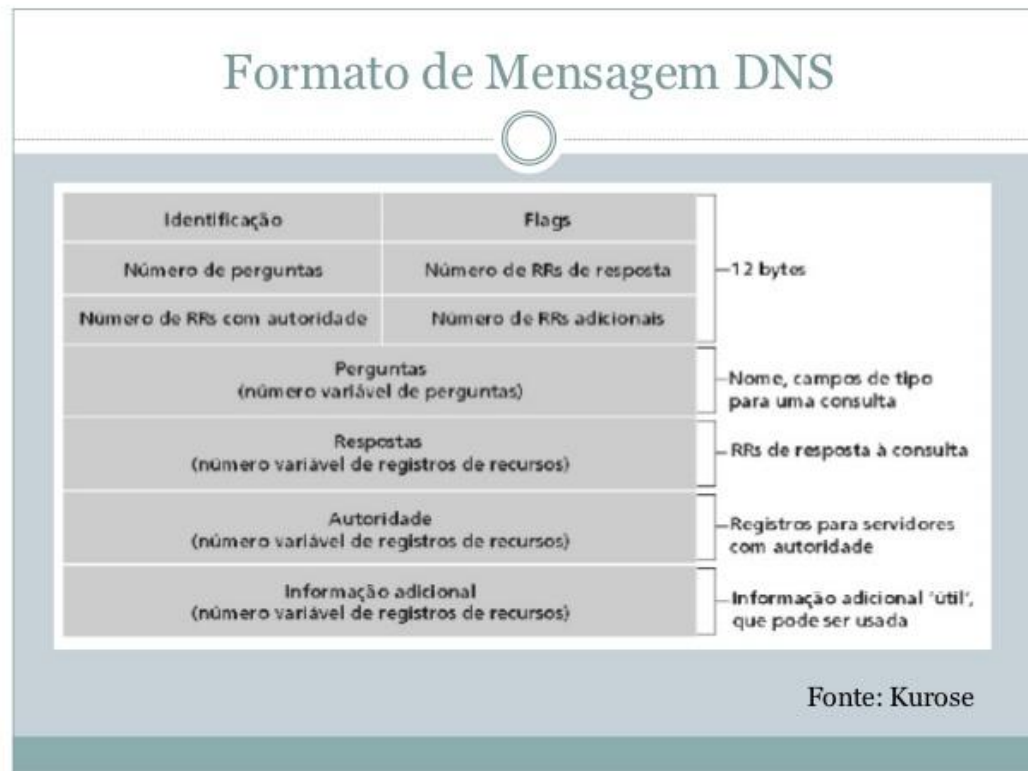 Formato de Mensagem DNS
Identificação
Flags
Número de perguntas
Número de RRs de resposta
12 bytes
Número de RRs com autoridade
Número de RRs adicionais
Perguntas
(número variável de perguntas)
Nome, campos de tipo
para uma consulta
Respostas
(número variável de registros de recursos)
RRs de resposta à consulta
Autoridade
(número variável de registros de recursos)
Registros para servidores
com autoridade
Informação adicional
(número variável de registros de recursos)
Informação adicional ‘útil’,
que pode ser usada
Fonte: Kurose